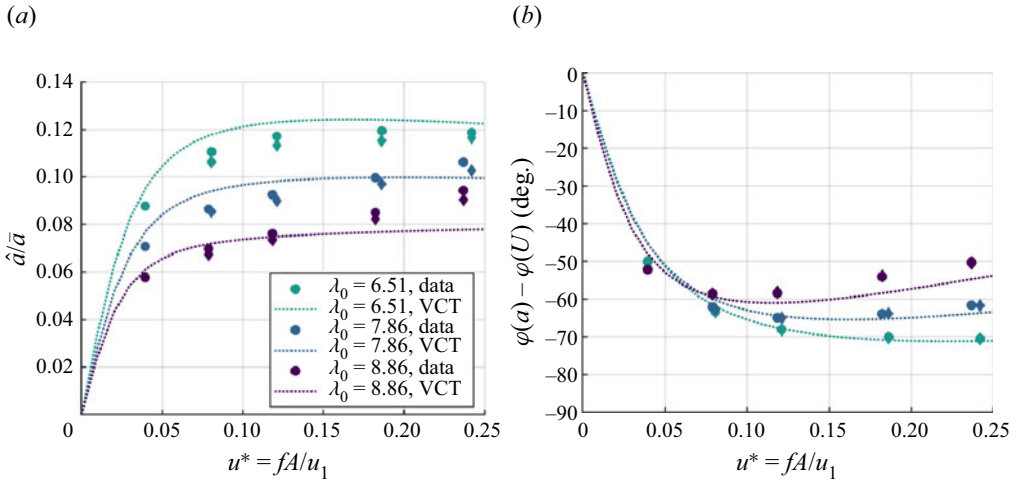 (a)
(b)
0.14
0.12
0.10
0.08
0.06
0.04
0.02
0
0.05
0.10
0.15
0.20
0.25
â/a̅
u* = fA/u₁
λ₀ = 6.51, data
λ₀ = 6.51, VCT
λ₀ = 7.86, data
λ₀ = 7.86, VCT
λ₀ = 8.86, data
λ₀ = 8.86, VCT
0
–10
–20
–30
–40
–50
–60
–70
–80
–90
0
0.05
0.10
0.15
0.20
0.25
φ(a) – φ(U) (deg.)
u* = fA/u₁